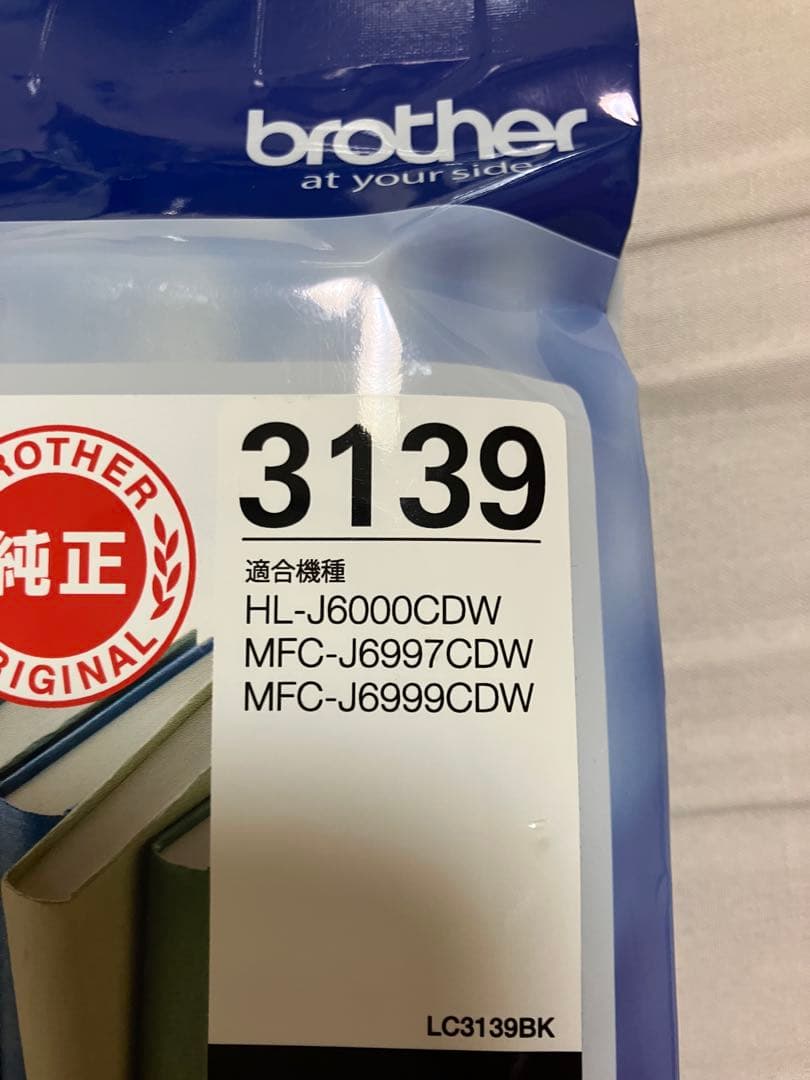 brother
at your side
3139
適合機種
HL-J6000CDW
MFC-J6997CDW
MFC-J6999CDW
ROTHER
純正
RIGINAL
LC3139BK